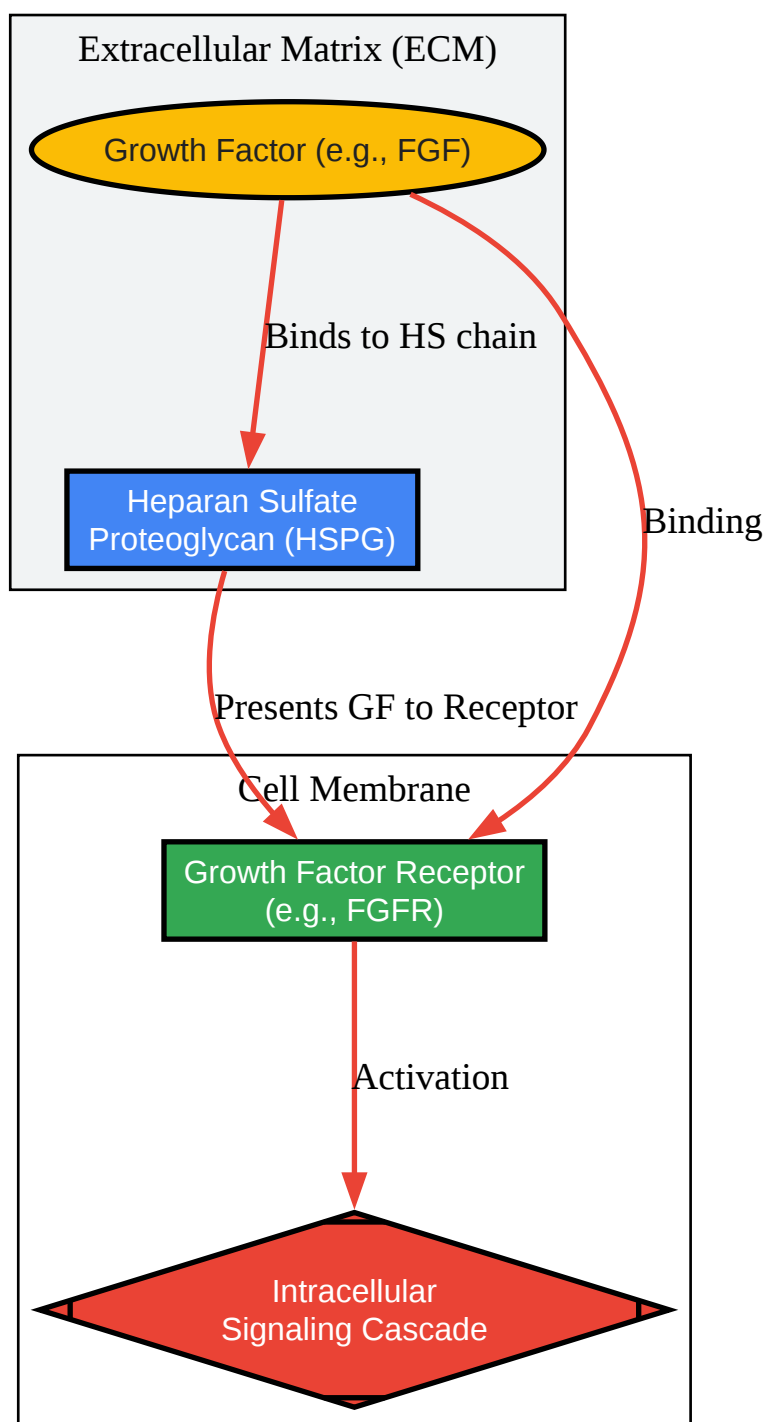 Extracellular Matrix (ECM)
Growth Factor (e.g., FGF)
Binds to HS chain
Heparan Sulfate
Proteoglycan (HSPG)
Binding
Presents GF to Receptor
Cell Membrane
Growth Factor Receptor
(e.g., FGFR)
Activation
Intracellular
Signaling Cascade